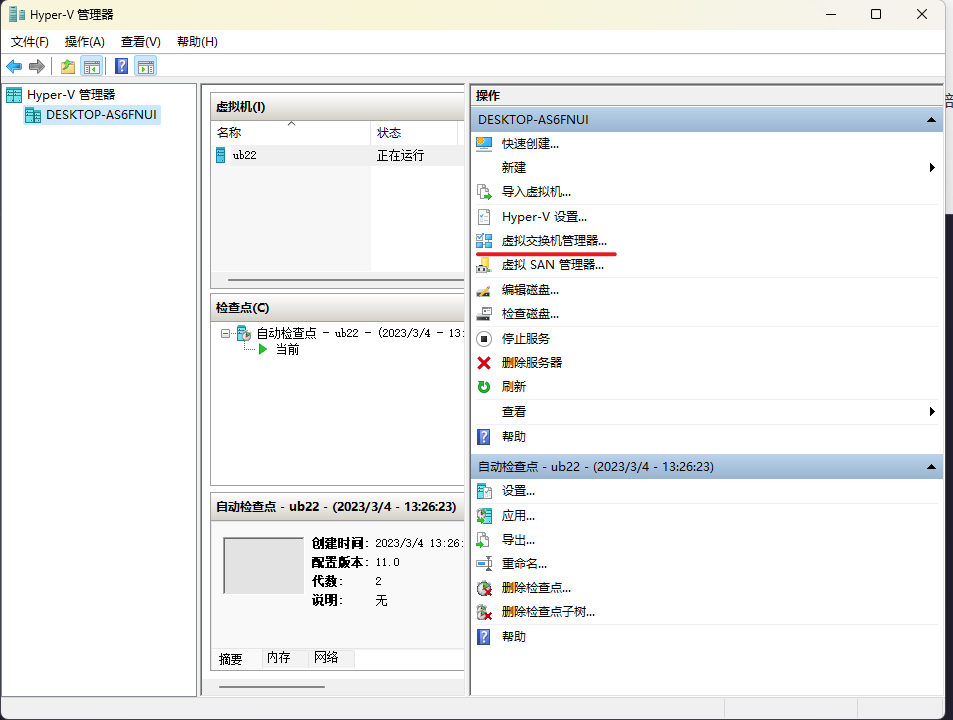 Hyper-V 管理器
文件(F) 操作(A) 查看(V) 帮助(H)
Hyper-V 管理器
DESKTOP-AS6FNUI
虚拟机(I)
名称 状态
ub22 正在运行
检查点(C)
自动检查点 - ub22 - (2023/3/4 - 13:
当前
自动检查点 - ub22 - (2023/3/4 - 13:26:23)
创建时间: 2023/3/4 13:26:
配置版本: 11.0
代数: 2
说明: 无
摘要 内存 网络
操作
DESKTOP-AS6FNUI
快速创建...
新建
导入虚拟机...
Hyper-V 设置...
虚拟交换机管理器...
虚拟 SAN 管理器...
编辑磁盘...
检查磁盘...
停止服务
删除服务器
刷新
查看
帮助
自动检查点 - ub22 - (2023/3/4 - 13:26:23)
设置...
应用...
导出...
重命名...
删除检查点...
删除检查点子树...
帮助